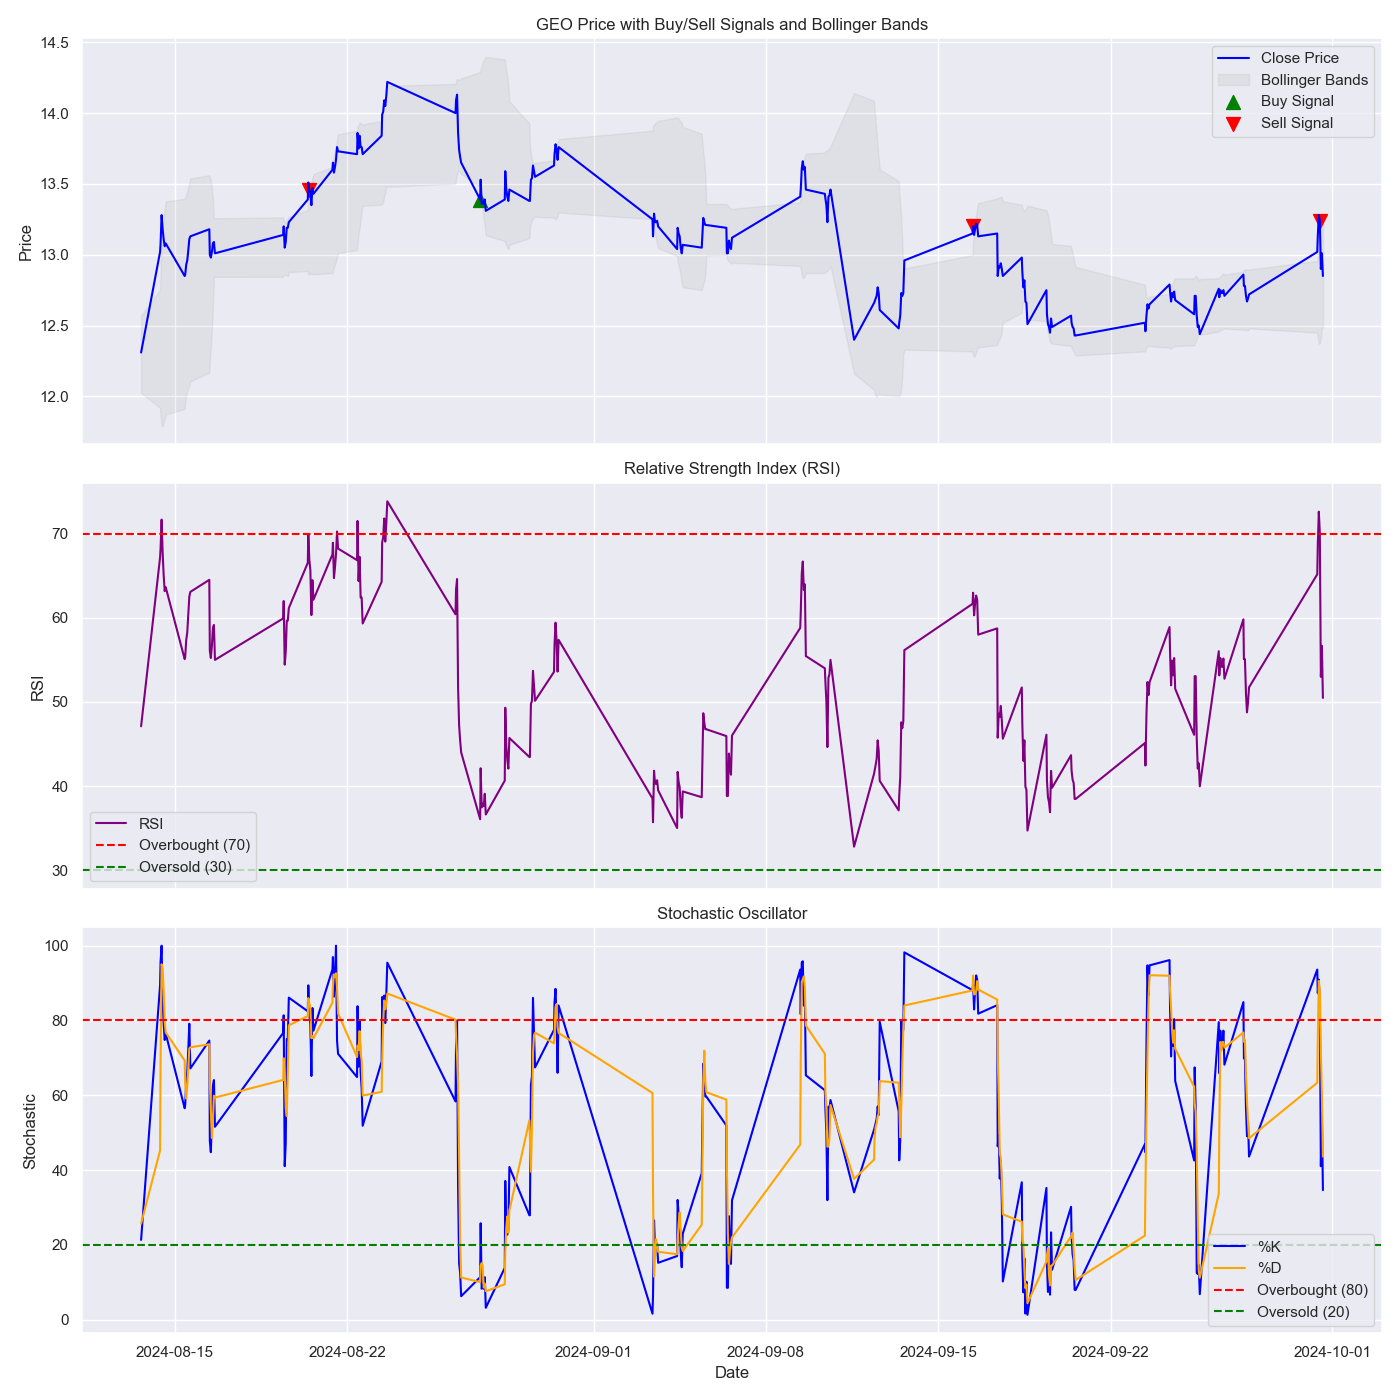 GEO Price with Buy/Sell Signals and Bollinger Bands
14.5
14.0
13.5
13.0
12.5
12.0
Price
Close Price
Bollinger Bands
Buy Signal
Sell Signal
Relative Strength Index (RSI)
70
60
50
40
30
RSI
RSI
Overbought (70)
Oversold (30)
Stochastic Oscillator
100
80
60
40
20
0
Stochastic
%K
%D
Overbought (80)
Oversold (20)
2024-08-15
2024-08-22
2024-09-01
2024-09-08
2024-09-15
2024-09-22
2024-10-01
Date